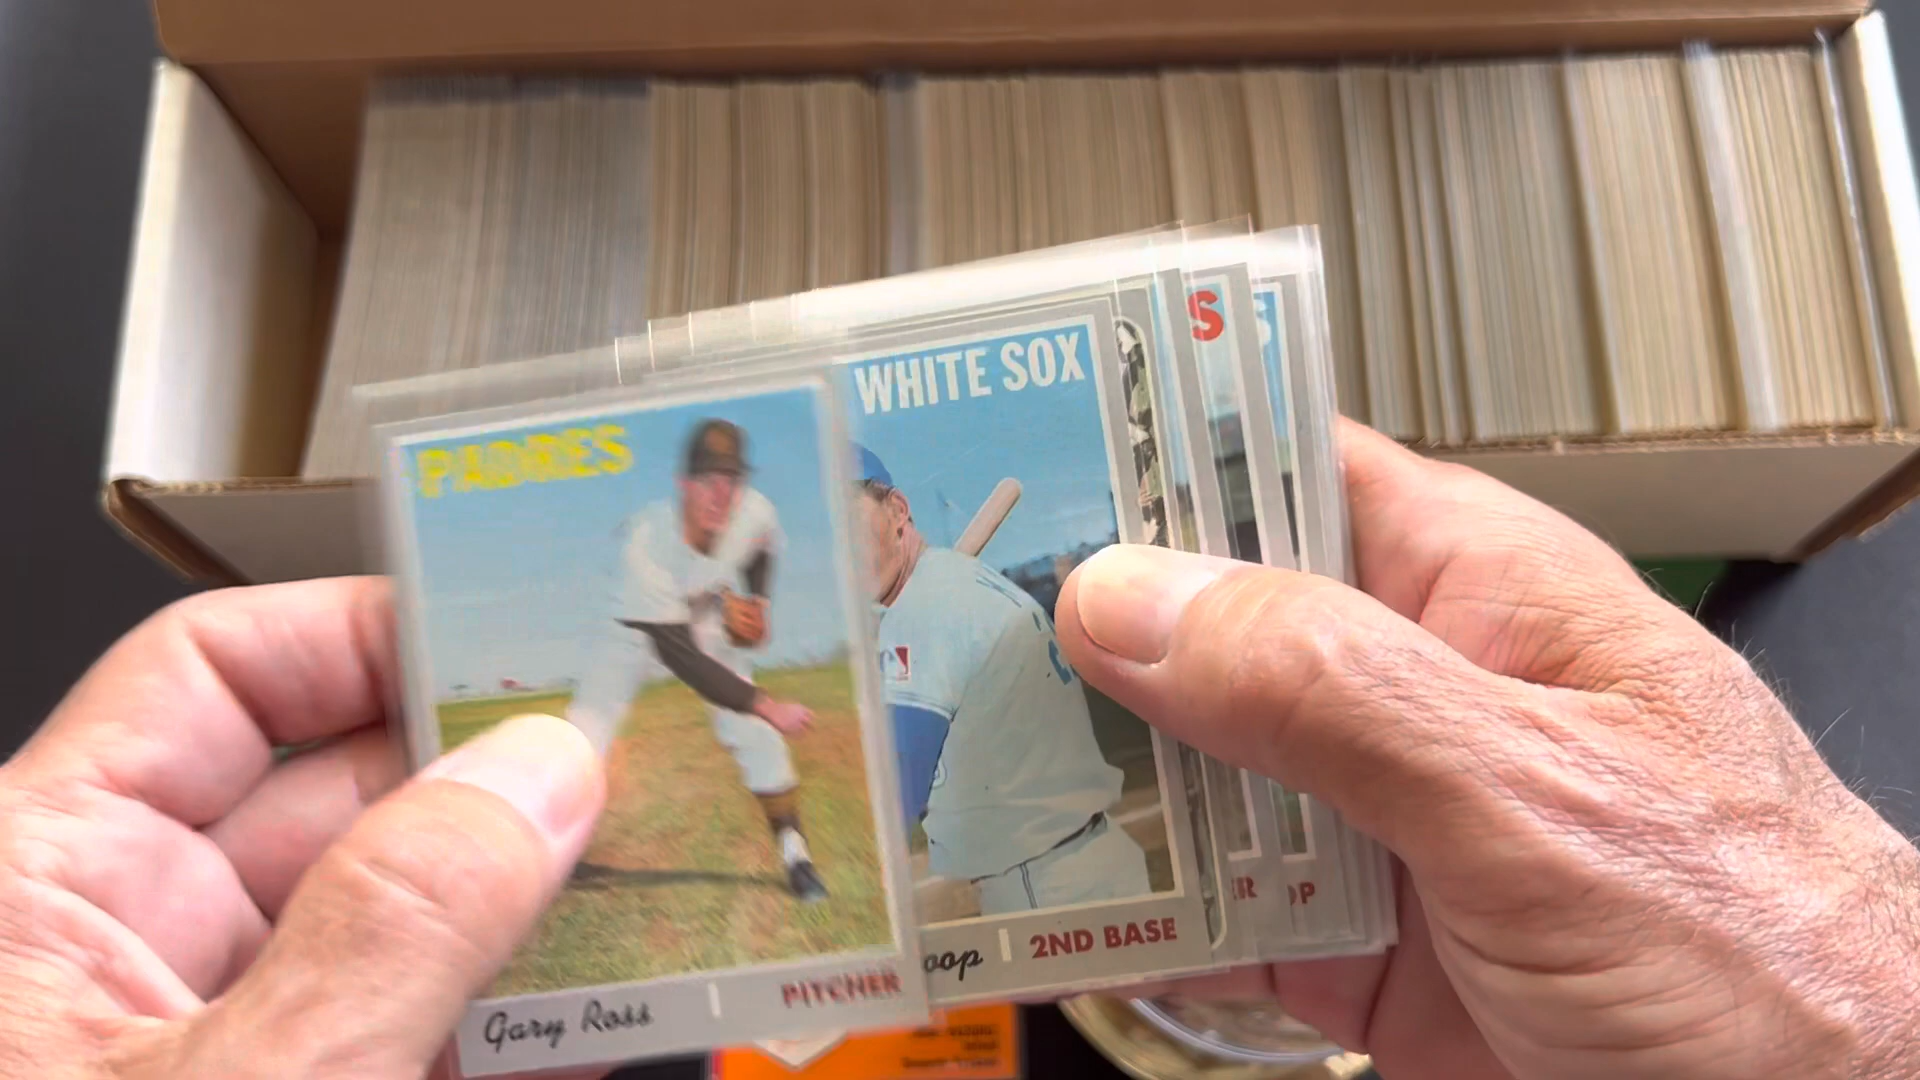 PADRES
WHITE SOX
S
S
Gary Ross
PITCHER
oop
2ND BASE
ER
OP